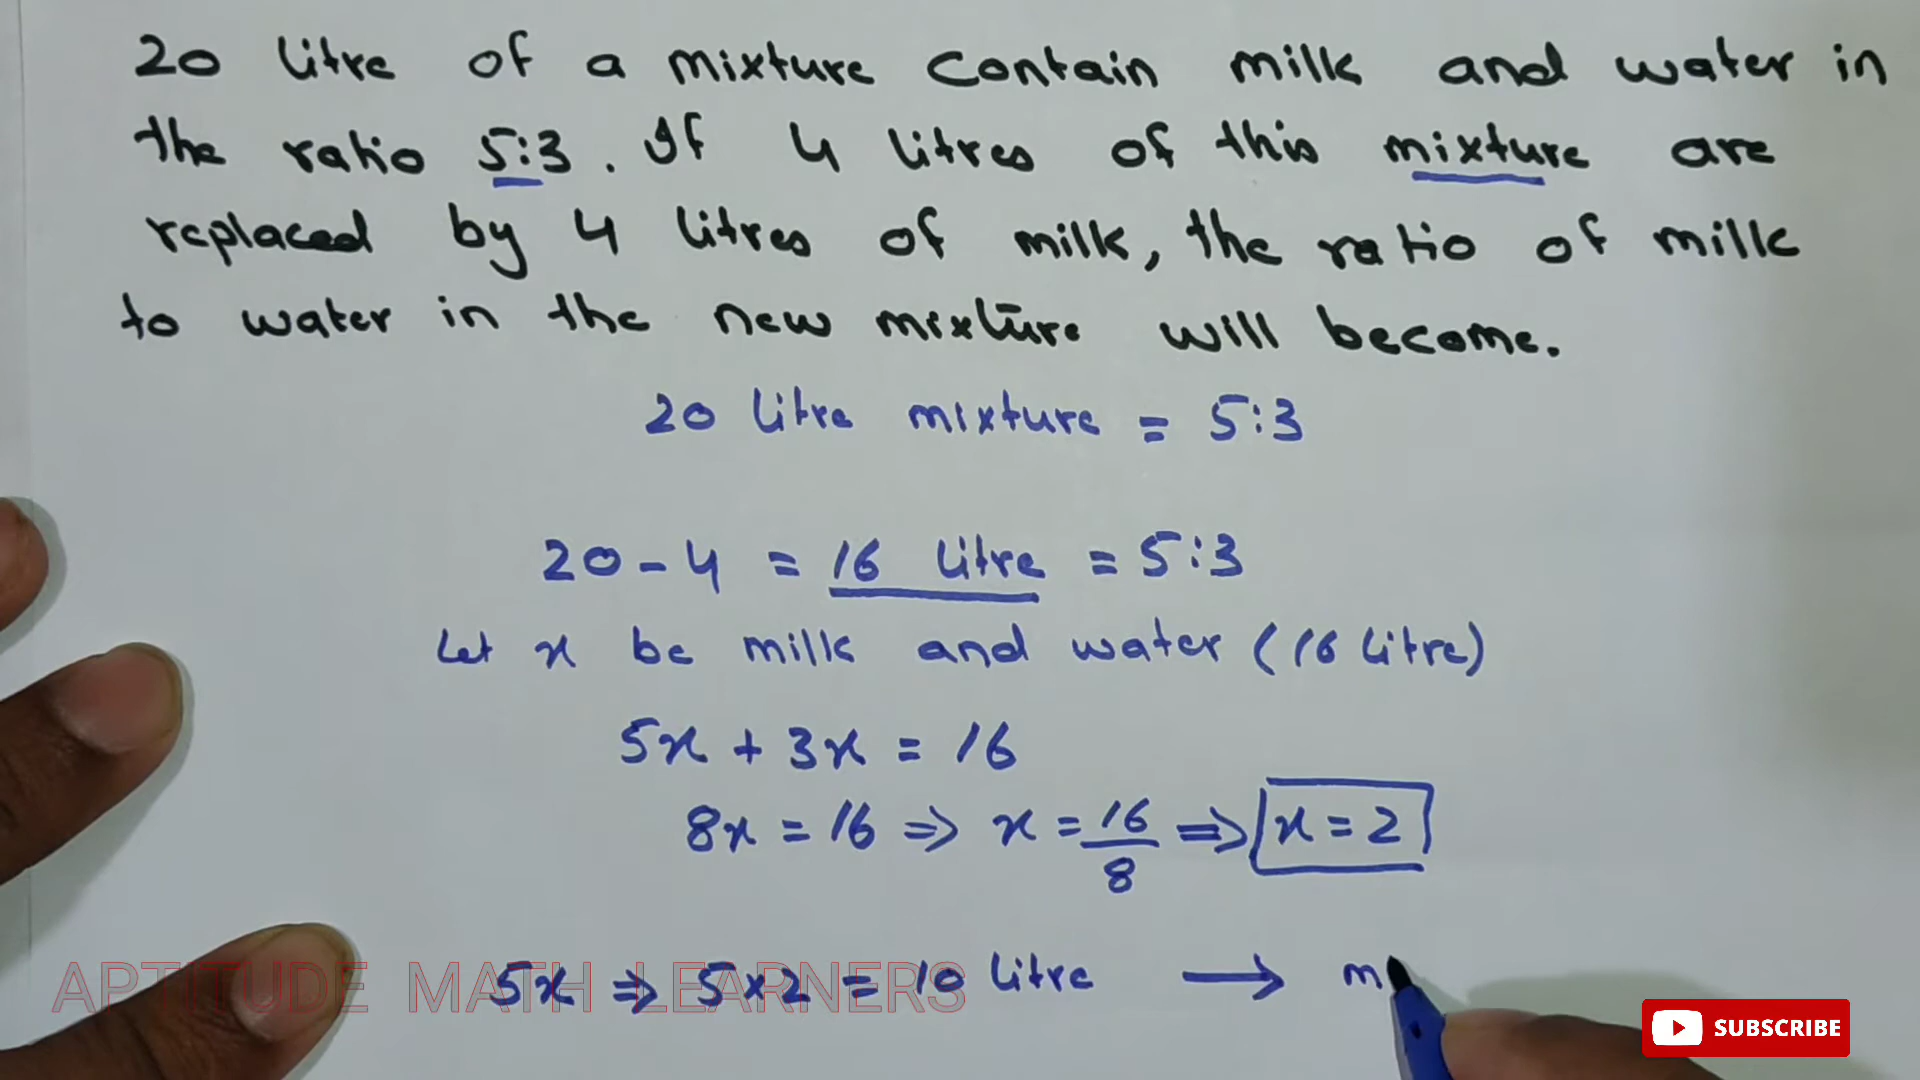 20 litre of a mixture contain milk and water in
the ratio 5:3. If 4 litres of this mixture are
replaced by 4 litres of milk, the ratio of milk
to water in the new mixture will become.
20 litre mixture = 5:3
20 - 4 = 16 litre = 5:3
Let x be milk and water (16 litre)
5x + 3x = 16
8x = 16 ⇒ x = 16/8 ⇒ x = 2
5x ⇒ 5x2 = 10 litre → m
APTITUDE MATH LEARNERS
SUBSCRIBE